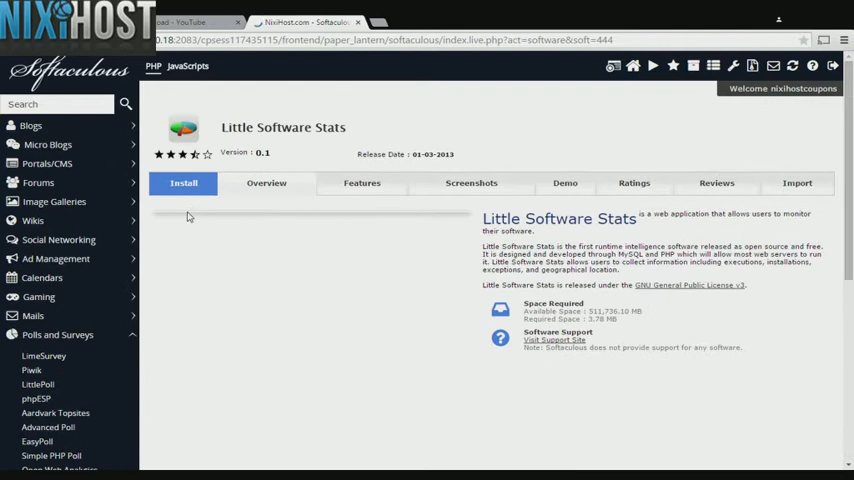 NIXIHOST
oad - YouTube
NixiHost.com - Softaculou
0.18:2083/cpsess117435115/frontend/paper_lantern/softaculous/index.live.php?act=software&soft=444
Softaculous
PHP JavaScripts
Welcome nixihostcoupons
Search
Blogs
Micro Blogs
Portals/CMS
Forums
Image Galleries
Wikis
Social Networking
Ad Management
Calendars
Gaming
Mails
Polls and Surveys
LimeSurvey
Piwik
LittlePoll
phpESP
Aardvark Topsites
Advanced Poll
EasyPoll
Simple PHP Poll
Open Web Analytics
Little Software Stats
Version : 0.1
Release Date : 01-03-2013
Install Overview Features Screenshots Demo Ratings Reviews Import
Little Software Stats is a web application that allows users to monitor
their software.
Little Software Stats is the first runtime intelligence software released as open source and free.
It is designed and developed through MySQL and PHP which will allow most web servers to run
it. Little Software Stats allows users to collect information including executions, installations,
exceptions, and geographical location.
Little Software Stats is released under the GNU General Public License v3.
Space Required
Available Space : 511,736.10 MB
Required Space : 3.78 MB
Software Support
Visit Support Site
Note: Softaculous does not provide support for any software.